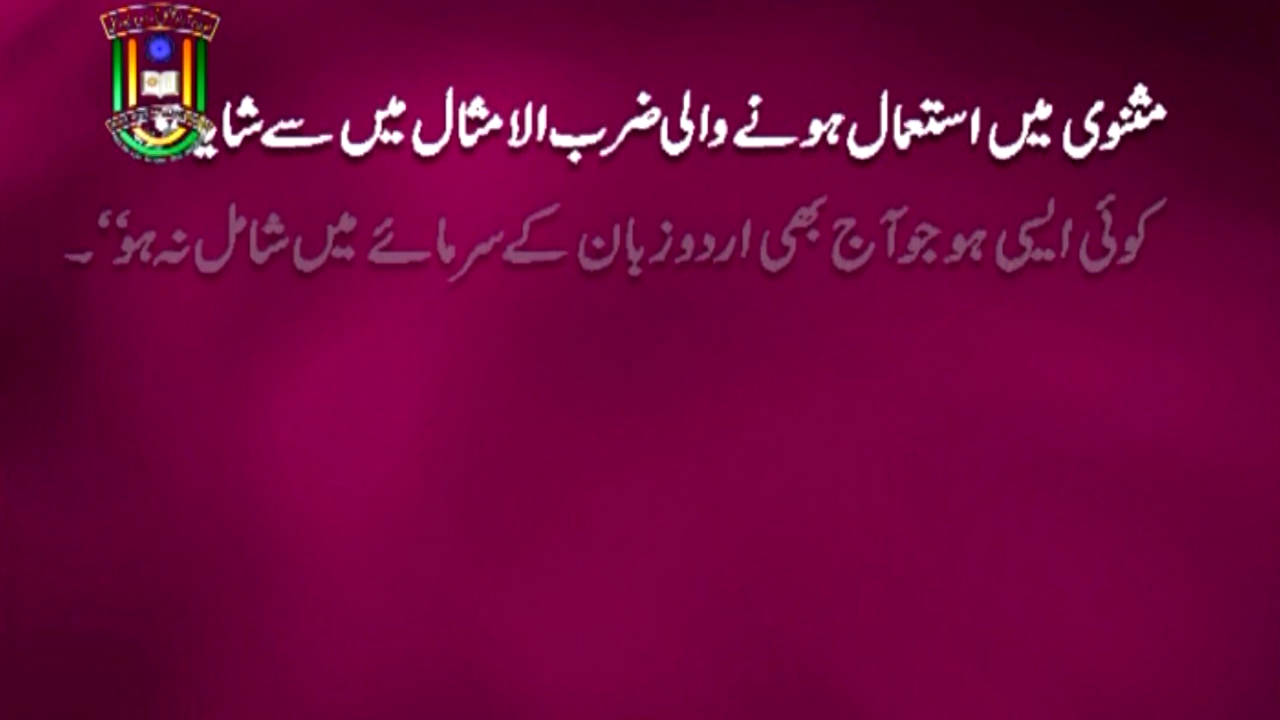 مثنوی میں استعمال ہونے والی ضرب الامثال میں سے
کوئی ایسی ہو جو آج بھی اردو زبان کے سرمائے میں شامل نہ ہو‘‘۔